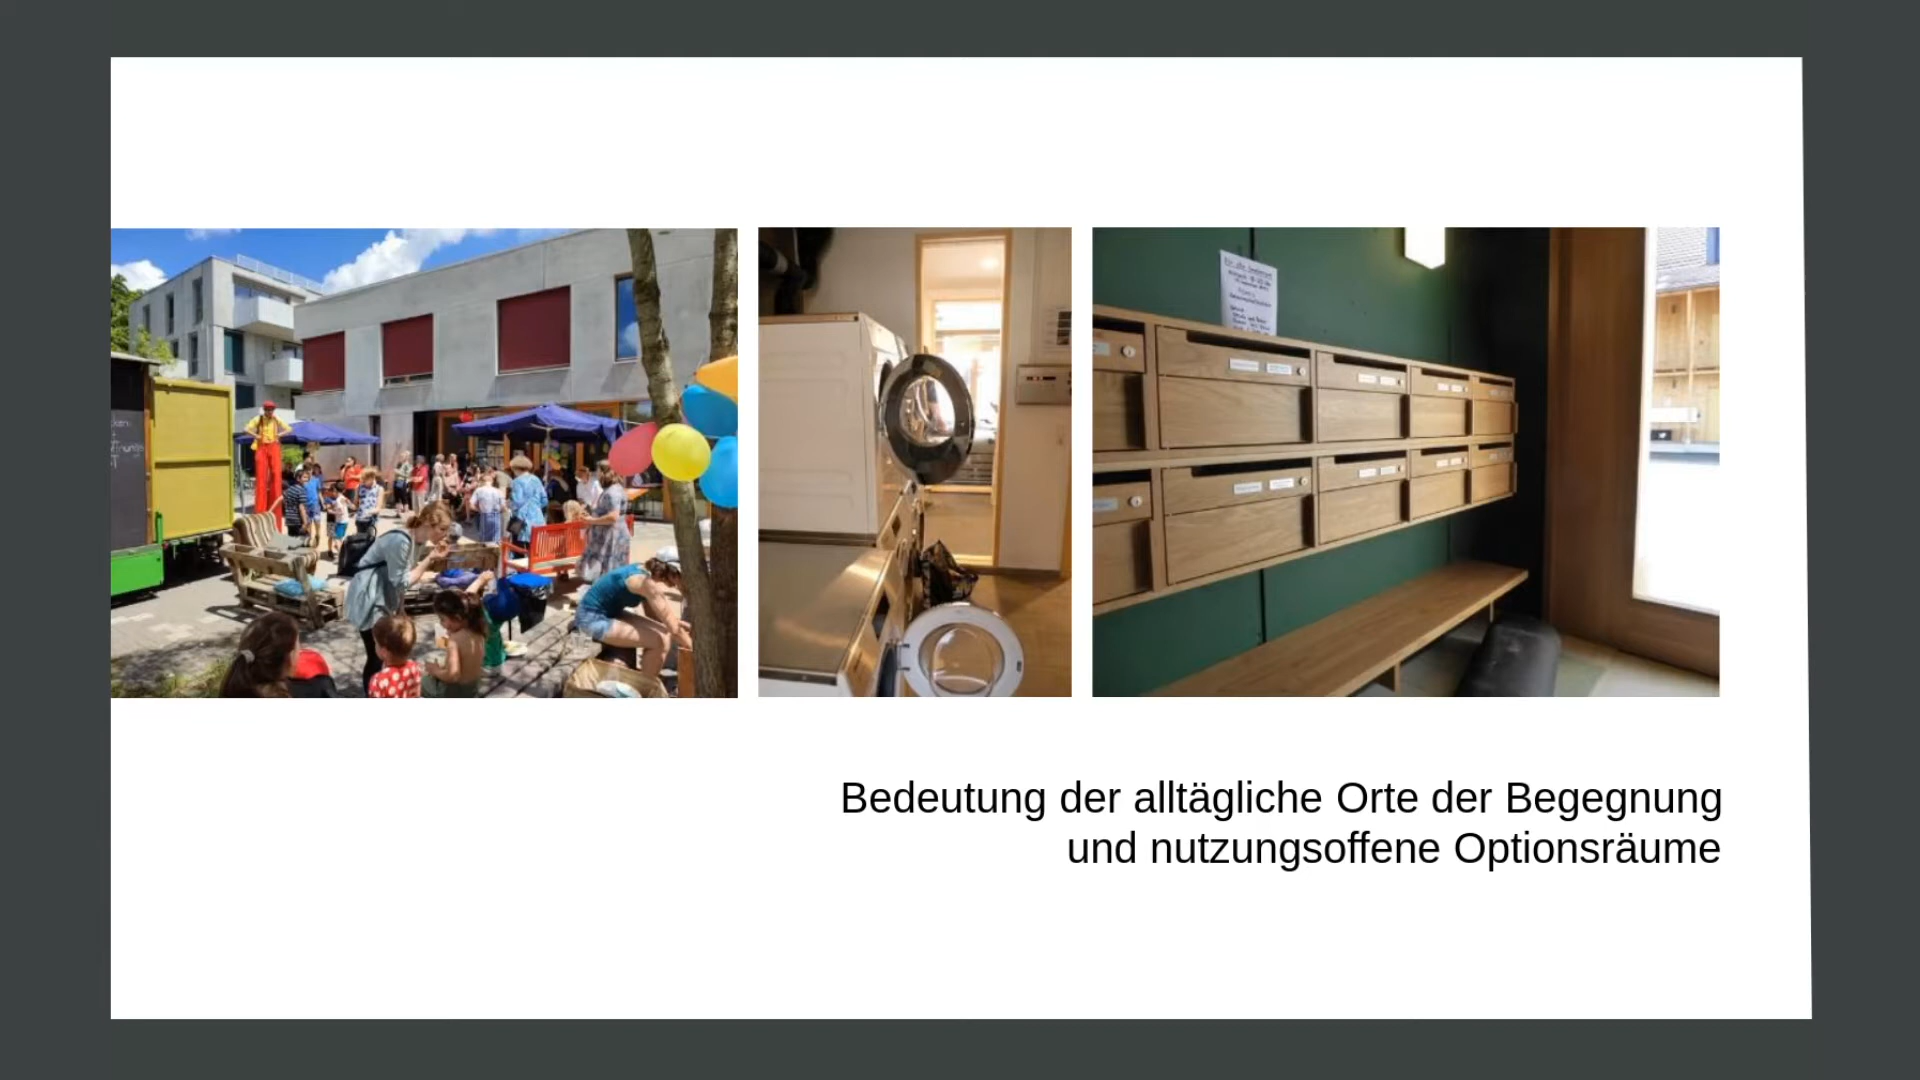 Bedeutung der alltägliche Orte der Begegnung
und nutzungsoffene Optionsräume